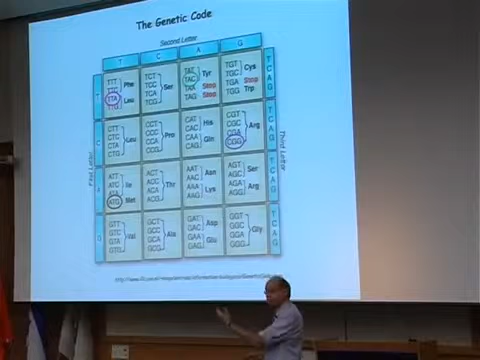 The Genetic Code
Second Letter
T C A G
TTT
TTC
TTA
TTG
Phe
Leu
TCT
TCC
TCA
TCG
Ser
TAT
TAC
TAA
TAG
Tyr
Stop
Stop
TGT
TGC
TGA
TGG
Cys
Stop
Trp
T
C
A
G
C
CTT
CTC
CTA
CTG
Leu
CCT
CCC
CCA
CCG
Pro
CAT
CAC
CAA
CAG
His
Gln
CGT
CGC
CGA
CGG
Arg
T
C
A
G
First Letter
Third Letter
A
ATT
ATC
ATA
ATG
Ile
Met
ACT
ACC
ACA
ACG
Thr
AAT
AAC
AAA
AAG
Asn
Lys
AGT
AGC
AGA
AGG
Ser
Arg
T
C
A
G
G
GTT
GTC
GTA
GTG
Val
GCT
GCC
GCA
GCG
Ala
GAT
GAC
GAA
GAG
Asp
Glu
GGT
GGC
GGA
GGG
Gly
T
C
A
G